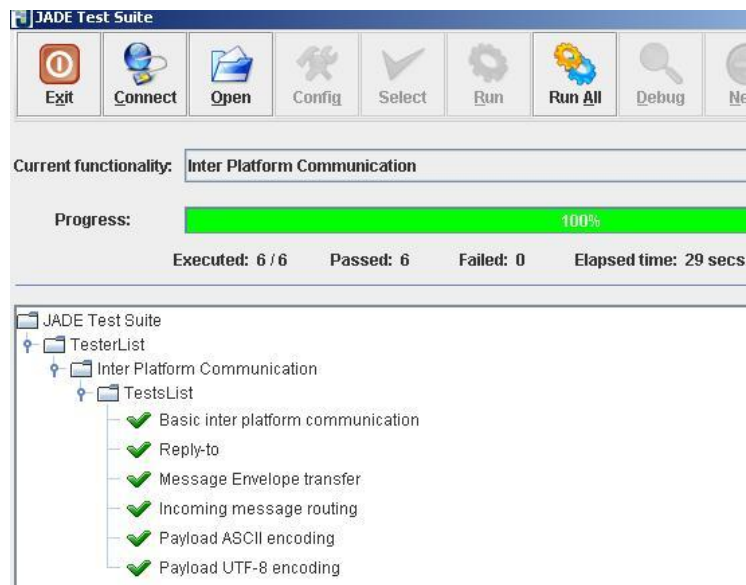 JADE Test Suite
Exit Connect Open Config Select Run Run All Debug
Current functionality: Inter Platform Communication
Progress: 100%
Executed: 6 / 6 Passed: 6 Failed: 0 Elapsed time: 29 secs
JADE Test Suite
TesterList
Inter Platform Communication
TestsList
Basic inter platform communication
Reply-to
Message Envelope transfer
Incoming message routing
Payload ASCII encoding
Payload UTF-8 encoding